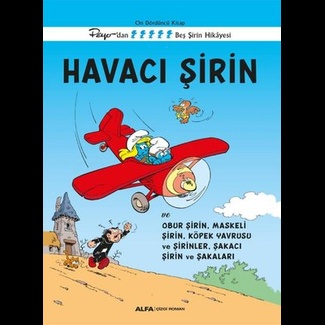 On Dördüncü Kitap
Peyo'dan Beş Şirin Hikâyesi
HAVACI ŞİRİN
ve
OBUR ŞİRİN, MASKELİ
ŞİRİN, KÖPEK YAVRUSU
ve ŞİRİNLER, ŞAKACI
ŞİRİN ve ŞAKALARI
ALFA ÇİZGİ ROMAN